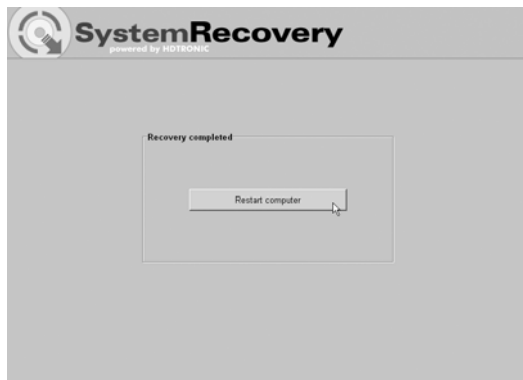 SystemRecovery
powered by HDTRONIC
Recovery completed
Restart computer